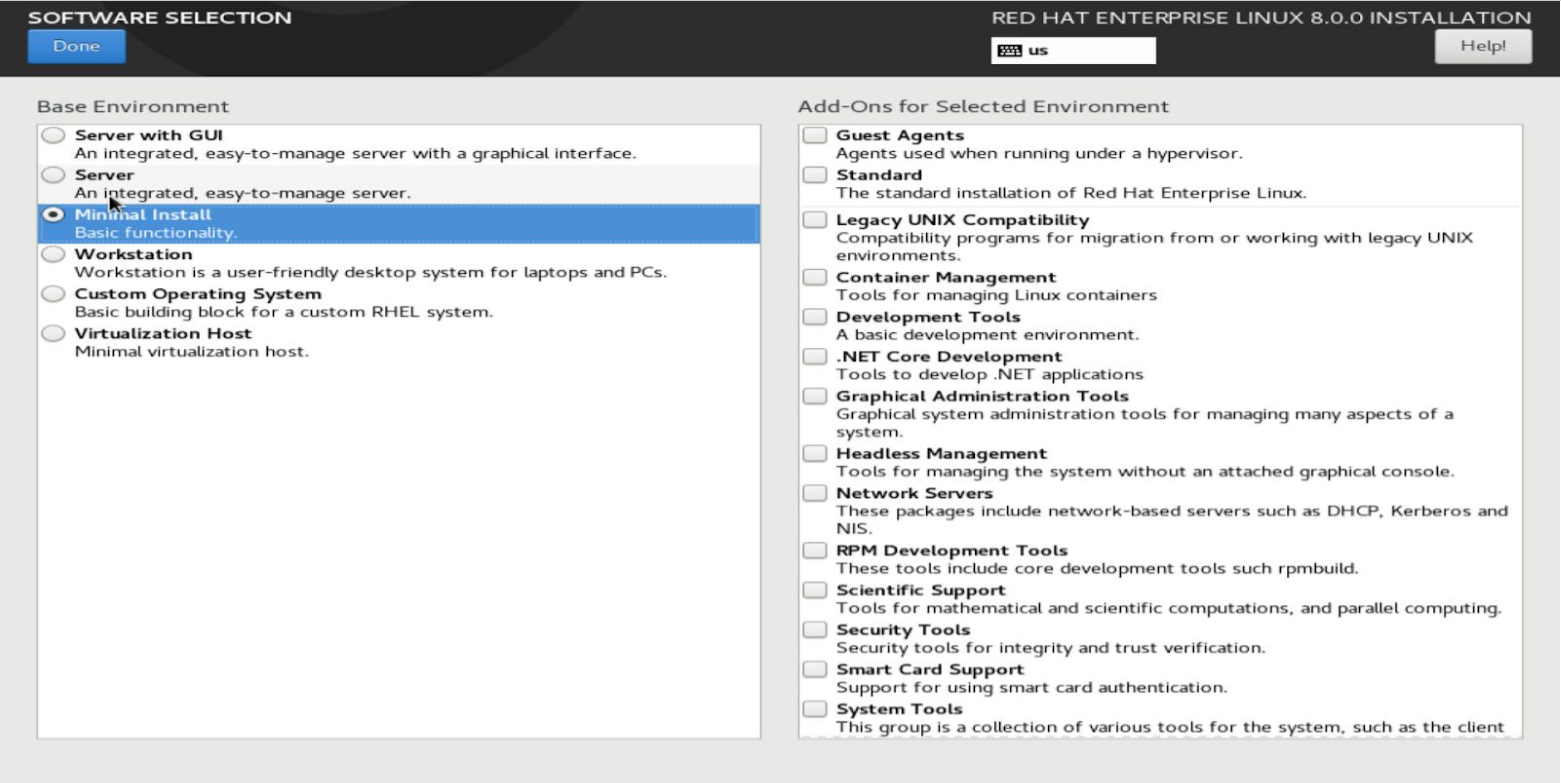 SOFTWARE SELECTION
Done
RED HAT ENTERPRISE LINUX 8.0.0 INSTALLATION
us
Help!
Base Environment
Server with GUI
An integrated, easy-to-manage server with a graphical interface.
Server
An integrated, easy-to-manage server.
Minimal Install
Basic functionality.
Workstation
Workstation is a user-friendly desktop system for laptops and PCs.
Custom Operating System
Basic building block for a custom RHEL system.
Virtualization Host
Minimal virtualization host.
Add-Ons for Selected Environment
Guest Agents
Agents used when running under a hypervisor.
Standard
The standard installation of Red Hat Enterprise Linux.
Legacy UNIX Compatibility
Compatibility programs for migration from or working with legacy UNIX
environments.
Container Management
Tools for managing Linux containers
Development Tools
A basic development environment.
.NET Core Development
Tools to develop .NET applications
Graphical Administration Tools
Graphical system administration tools for managing many aspects of a
system.
Headless Management
Tools for managing the system without an attached graphical console.
Network Servers
These packages include network-based servers such as DHCP, Kerberos and
NIS.
RPM Development Tools
These tools include core development tools such rpmbuild.
Scientific Support
Tools for mathematical and scientific computations, and parallel computing.
Security Tools
Security tools for integrity and trust verification.
Smart Card Support
Support for using smart card authentication.
System Tools
This group is a collection of various tools for the system, such as the client